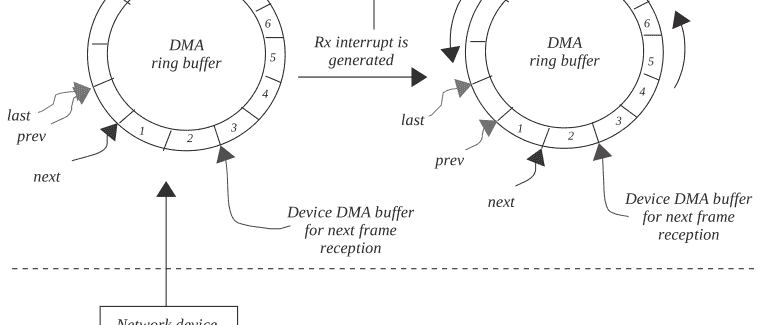 6
DMA
ring buffer
5
4
3
2
1
last
prev
next
Rx interrupt is
generated
Device DMA buffer
for next frame
reception
6
DMA
ring buffer
5
4
3
2
1
last
prev
next
Device DMA buffer
for next frame
reception
Network device